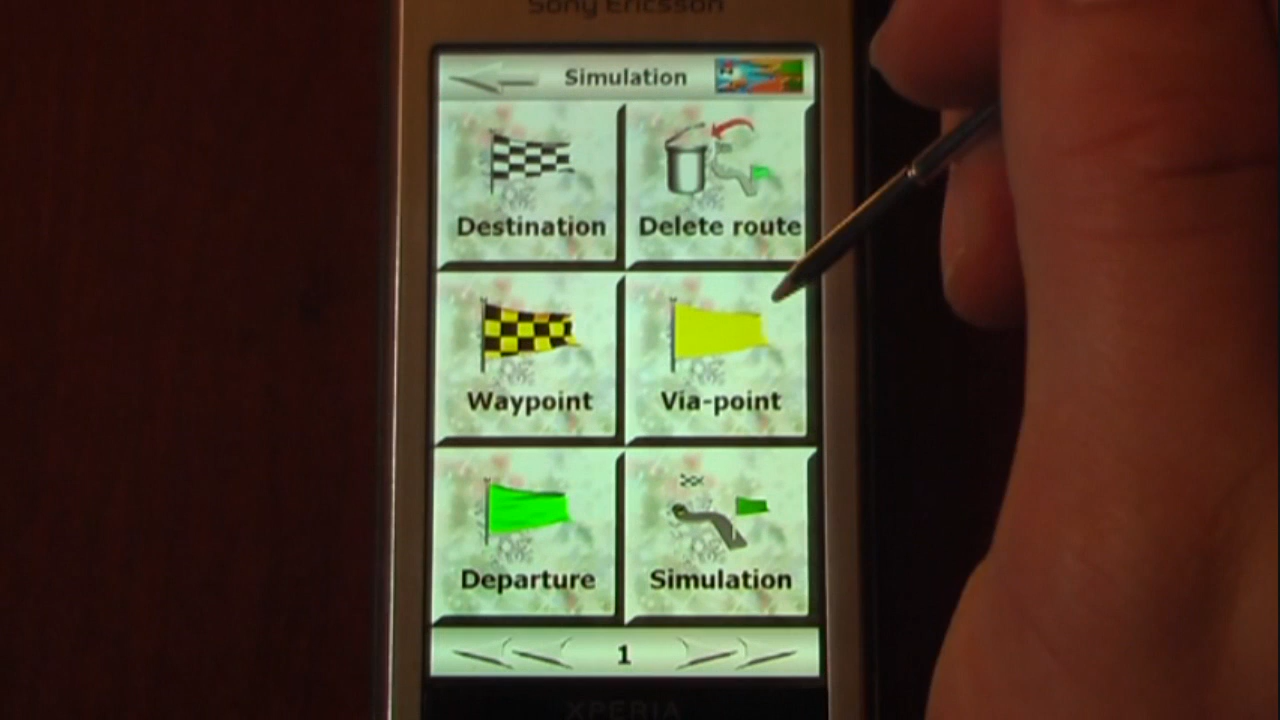 Sony Ericsson
Simulation
Destination
Delete route
Waypoint
Via-point
Departure
Simulation
1
XPERIA